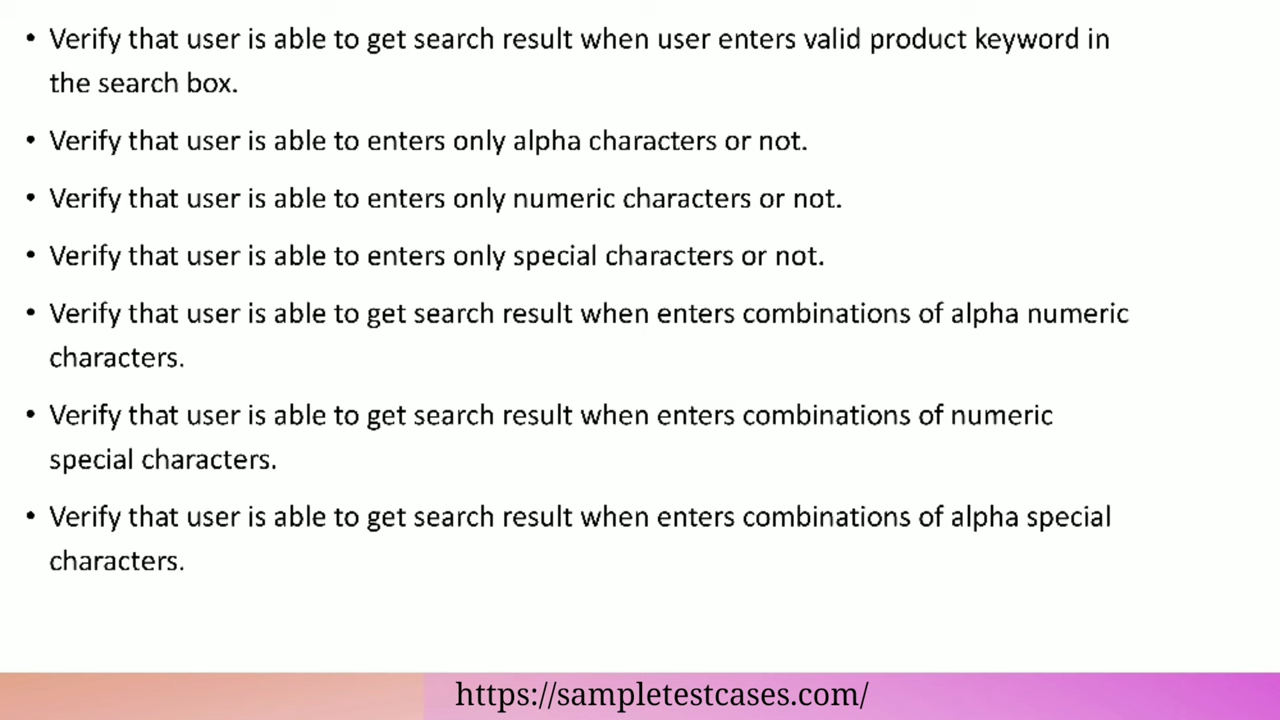 • Verify that user is able to get search result when user enters valid product keyword in
the search box.
• Verify that user is able to enters only alpha characters or not.
• Verify that user is able to enters only numeric characters or not.
• Verify that user is able to enters only special characters or not.
• Verify that user is able to get search result when enters combinations of alpha numeric
characters.
• Verify that user is able to get search result when enters combinations of numeric
special characters.
• Verify that user is able to get search result when enters combinations of alpha special
characters.
https://sampletestcases.com/